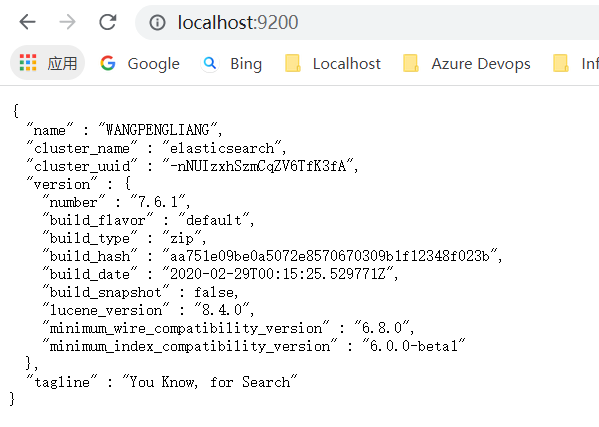 localhost:9200
应用 Google Bing Localhost Azure Devops Inf
{
"name" : "WANGPENGLIANG",
"cluster_name" : "elasticsearch",
"cluster_uuid" : "-nNUIzxhSzmCqZV6TfK3fA",
"version" : {
"number" : "7.6.1",
"build_flavor" : "default",
"build_type" : "zip",
"build_hash" : "aa751e09be0a5072e8570670309b1f12348f023b",
"build_date" : "2020-02-29T00:15:25.529771Z",
"build_snapshot" : false,
"lucene_version" : "8.4.0",
"minimum_wire_compatibility_version" : "6.8.0",
"minimum_index_compatibility_version" : "6.0.0-beta1"
},
"tagline" : "You Know, for Search"
}